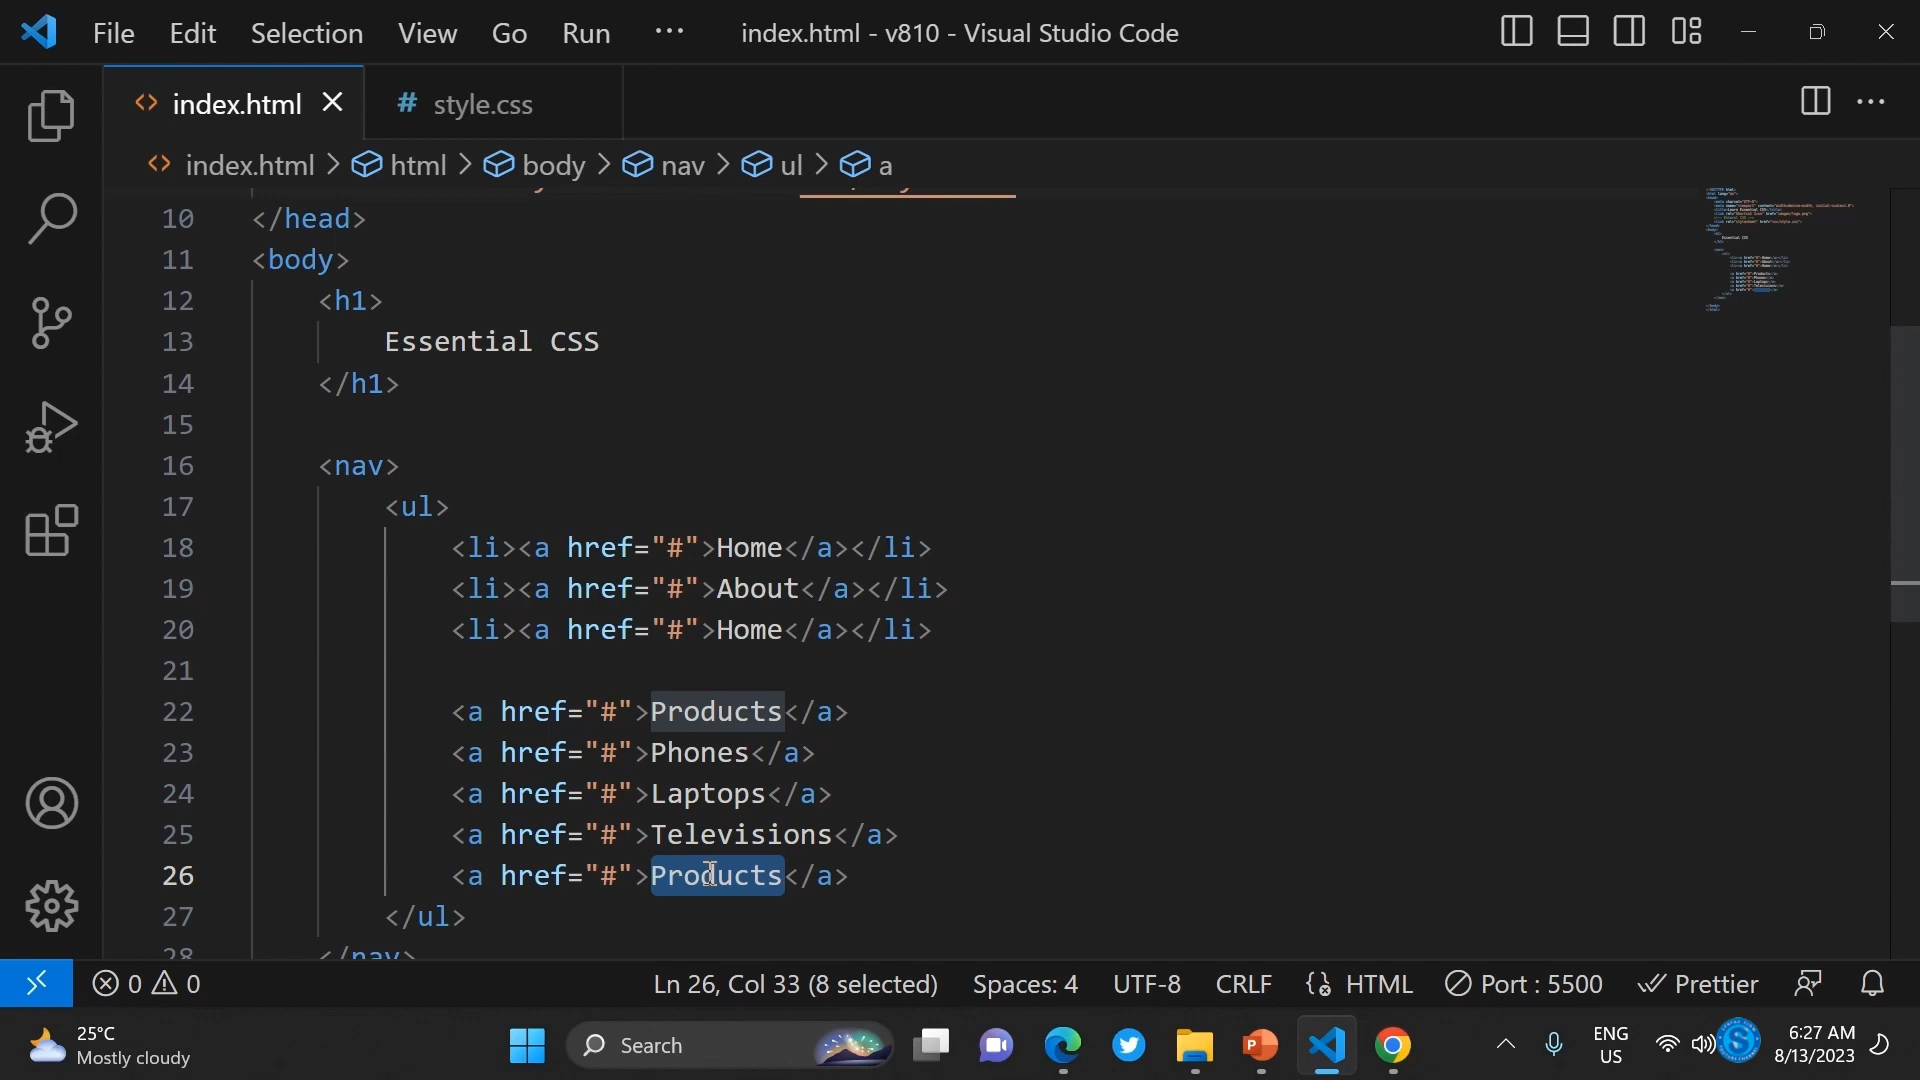 File Edit Selection View Go Run ··· index.html - v810 - Visual Studio Code
<> index.html # style.css
<> index.html > html > body > nav > ul > a
10 </head>
11 <body>
12 <h1>
13 Essential CSS
14 </h1>
15
16 <nav>
17 <ul>
18 <li><a href="#">Home</a></li>
19 <li><a href="#">About</a></li>
20 <li><a href="#">Home</a></li>
21
22 <a href="#">Products</a>
23 <a href="#">Phones</a>
24 <a href="#">Laptops</a>
25 <a href="#">Televisions</a>
26 <a href="#">Products</a>
27 </ul>
28 </nav>
0 0 Ln 26, Col 33 (8 selected) Spaces: 4 UTF-8 CRLF HTML Port : 5500 Prettier
25°C
Mostly cloudy
Search
ENG
US
6:27 AM
8/13/2023